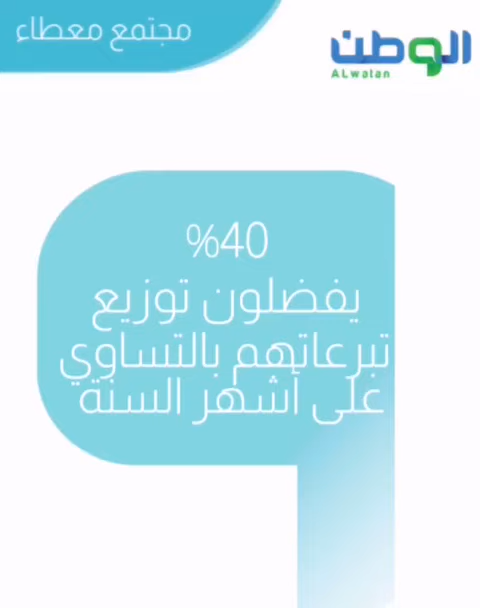 مجتمع معطاء
الوطن
ALwatan
%40
يفضلون توزيع
تبرعاتهم بالتساوي
على أشهر السنة